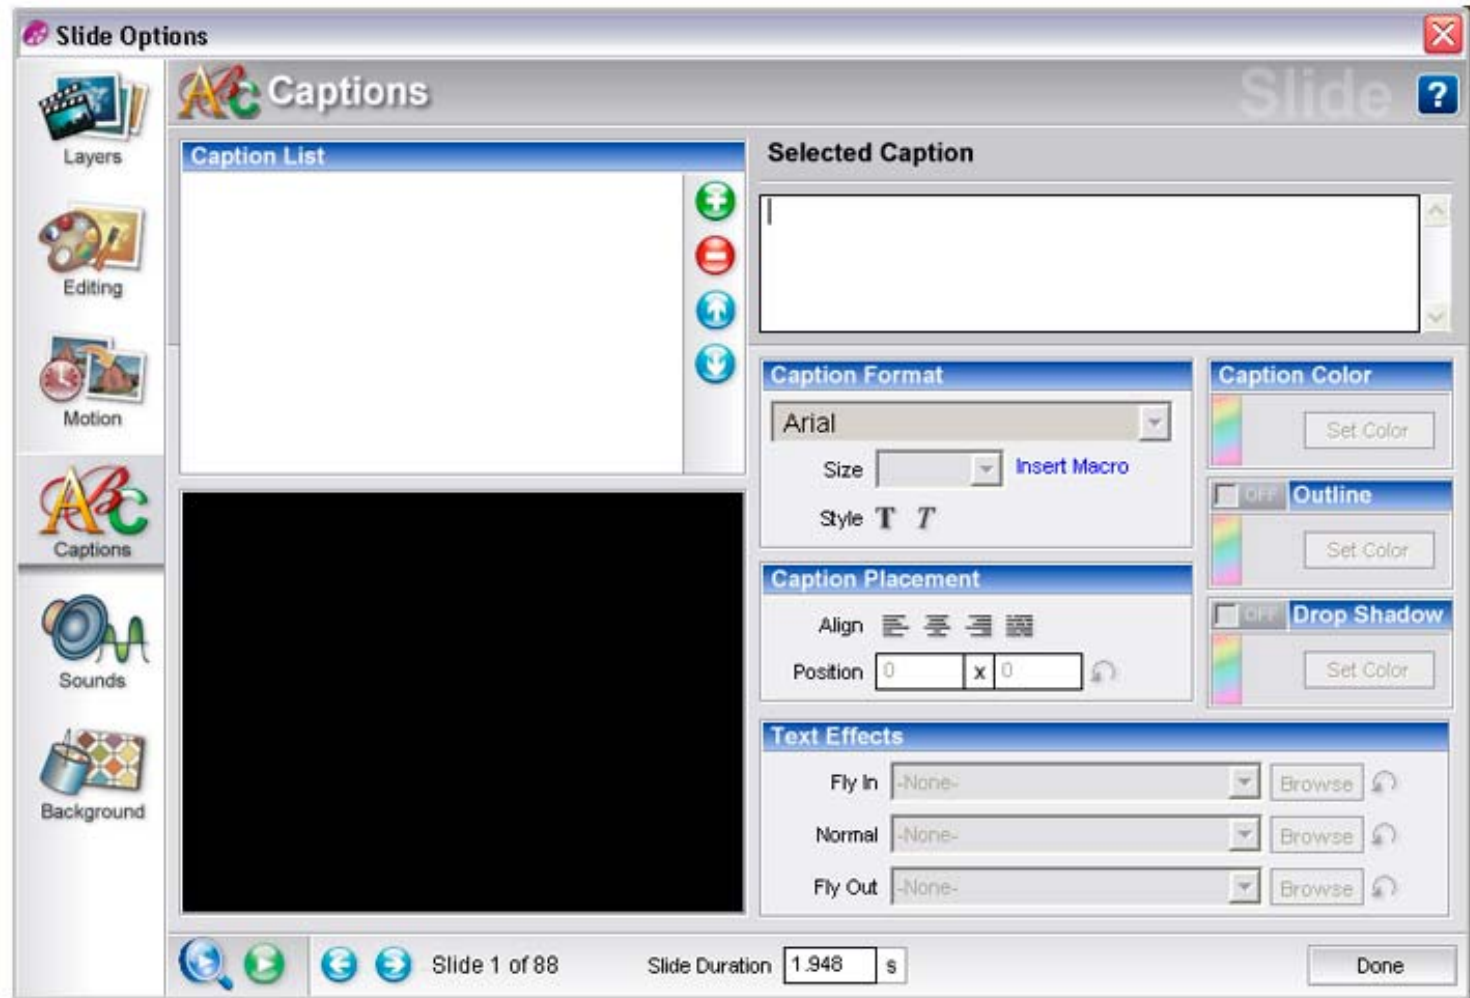 Slide Options
Captions
Slide
?
Layers
Editing
Motion
Captions
Sounds
Background
Caption List
Selected Caption
Caption Format
Arial
Size
Insert Macro
Style T T
Caption Placement
Align
Position 0 x 0
Caption Color
Set Color
OFF Outline
Set Color
OFF Drop Shadow
Set Color
Text Effects
Fly In -None- Browse
Normal -None- Browse
Fly Out -None- Browse
Slide 1 of 88 Slide Duration 1.948 s Done